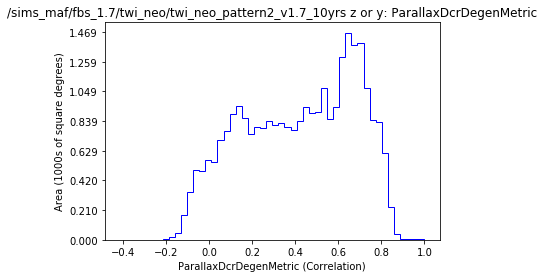 /sims_maf/fbs_1.7/twi_neo/twi_neo_pattern2_v1.7_10yrs z or y: ParallaxDcrDegenMetric
1.469
1.259
1.049
0.839
0.629
0.420
0.210
0.000
Area (1000s of square degrees)
−0.4 −0.2 0.0 0.2 0.4 0.6 0.8 1.0
ParallaxDcrDegenMetric (Correlation)